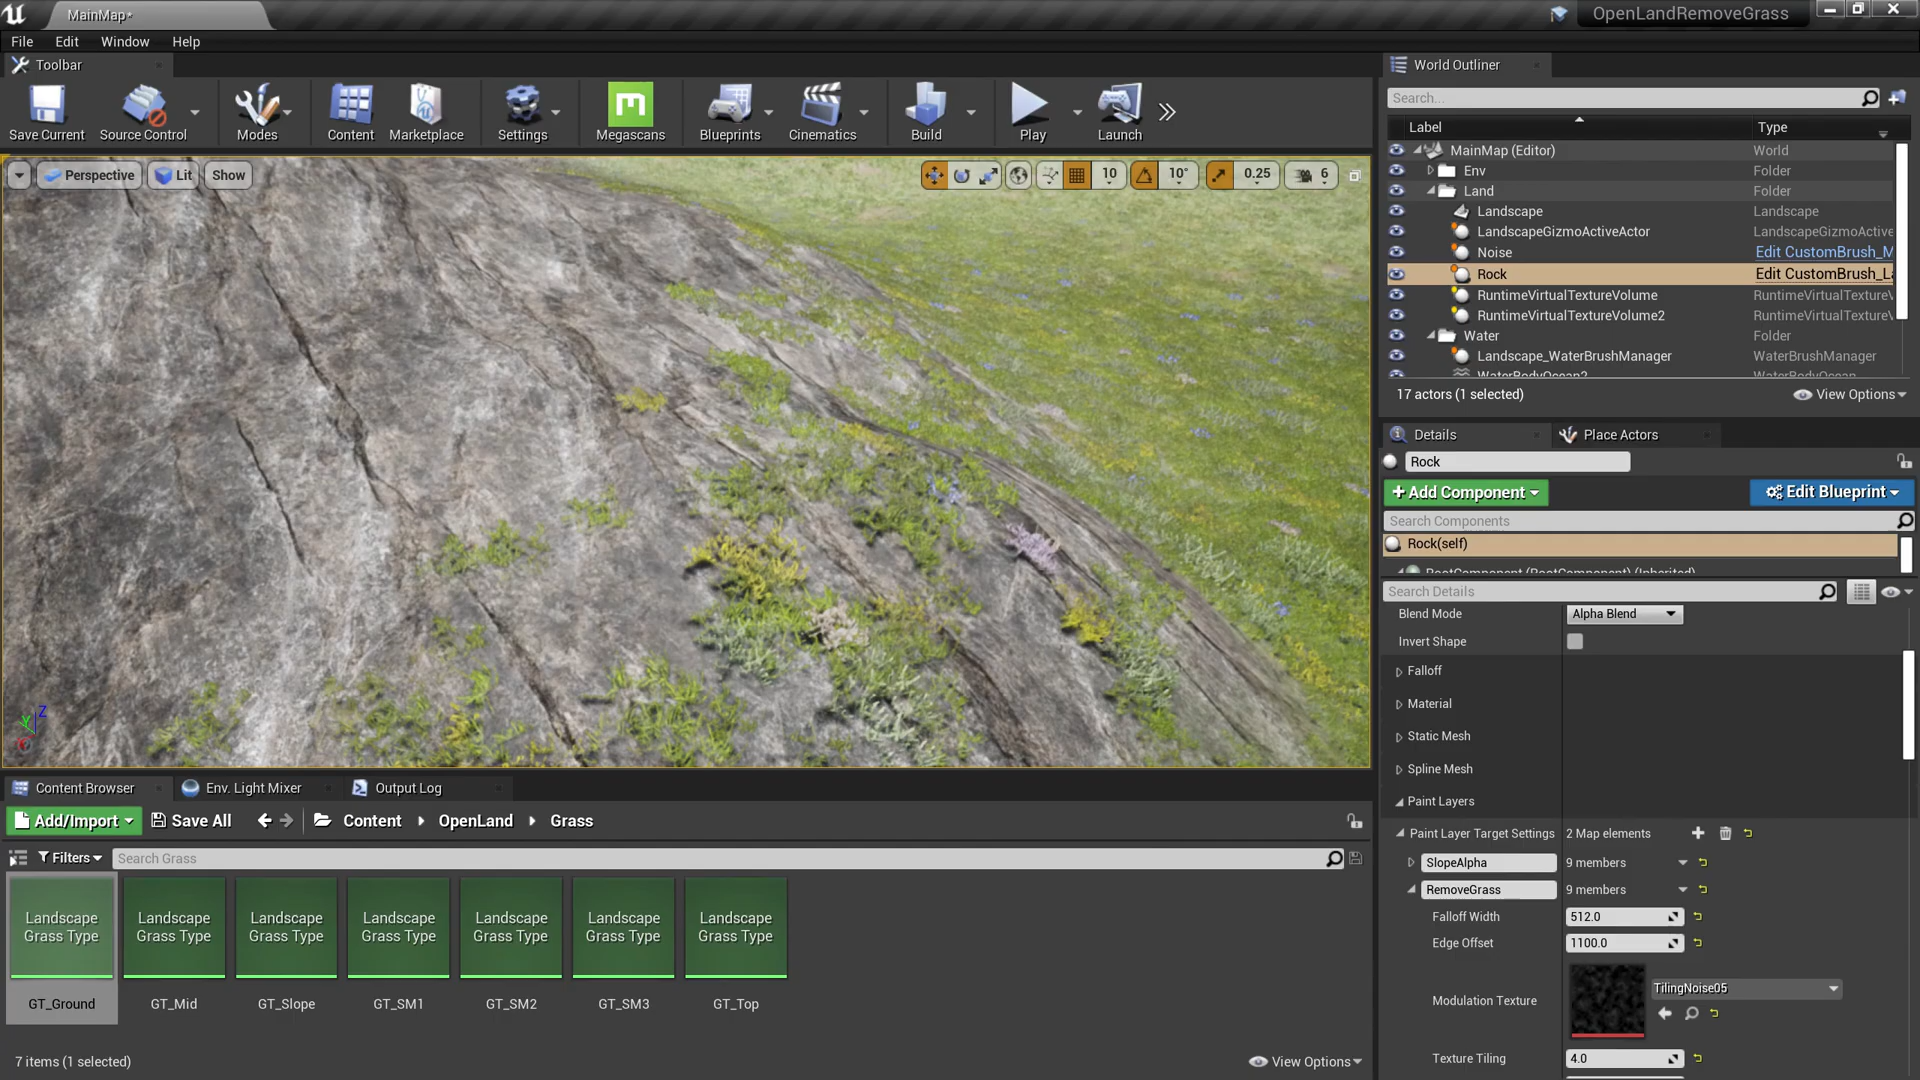 MainMap*
OpenLandRemoveGrass
File
Edit
Window
Help
Toolbar
Save Current
Source Control
Modes
Content
Marketplace
Settings
Megascans
Blueprints
Cinematics
Build
Play
Launch
Perspective
Lit
Show
10
10°
0.25
6
Z
Y
World Outliner
Search...
Label
Type
MainMap (Editor)
World
Env
Folder
Land
Folder
Landscape
Landscape
LandscapeGizmoActiveActor
LandscapeGizmoActive
Noise
Edit CustomBrush_M
Rock
Edit CustomBrush_La
RuntimeVirtualTextureVolume
RuntimeVirtualTextureV
RuntimeVirtualTextureVolume2
RuntimeVirtualTextureV
Water
Folder
Landscape_WaterBrushManager
WaterBrushManager
WaterBodyOcean2
WaterBodyOcean
17 actors (1 selected)
View Options
Details
Place Actors
Rock
+ Add Component
Edit Blueprint
Search Components
Rock(self)
RootComponent (RootComponent) (Inherited)
Search Details
Blend Mode
Alpha Blend
Invert Shape
Falloff
Material
Static Mesh
Spline Mesh
Paint Layers
Paint Layer Target Settings
2 Map elements
SlopeAlpha
9 members
RemoveGrass
9 members
Falloff Width
512.0
Edge Offset
1100.0
Modulation Texture
TilingNoise05
Texture Tiling
4.0
Content Browser
Env. Light Mixer
Output Log
Add/Import
Save All
Content
OpenLand
Grass
Filters
Search Grass
Landscape
Grass Type
GT_Ground
Landscape
Grass Type
GT_Mid
Landscape
Grass Type
GT_Slope
Landscape
Grass Type
GT_SM1
Landscape
Grass Type
GT_SM2
Landscape
Grass Type
GT_SM3
Landscape
Grass Type
GT_Top
7 items (1 selected)
View Options